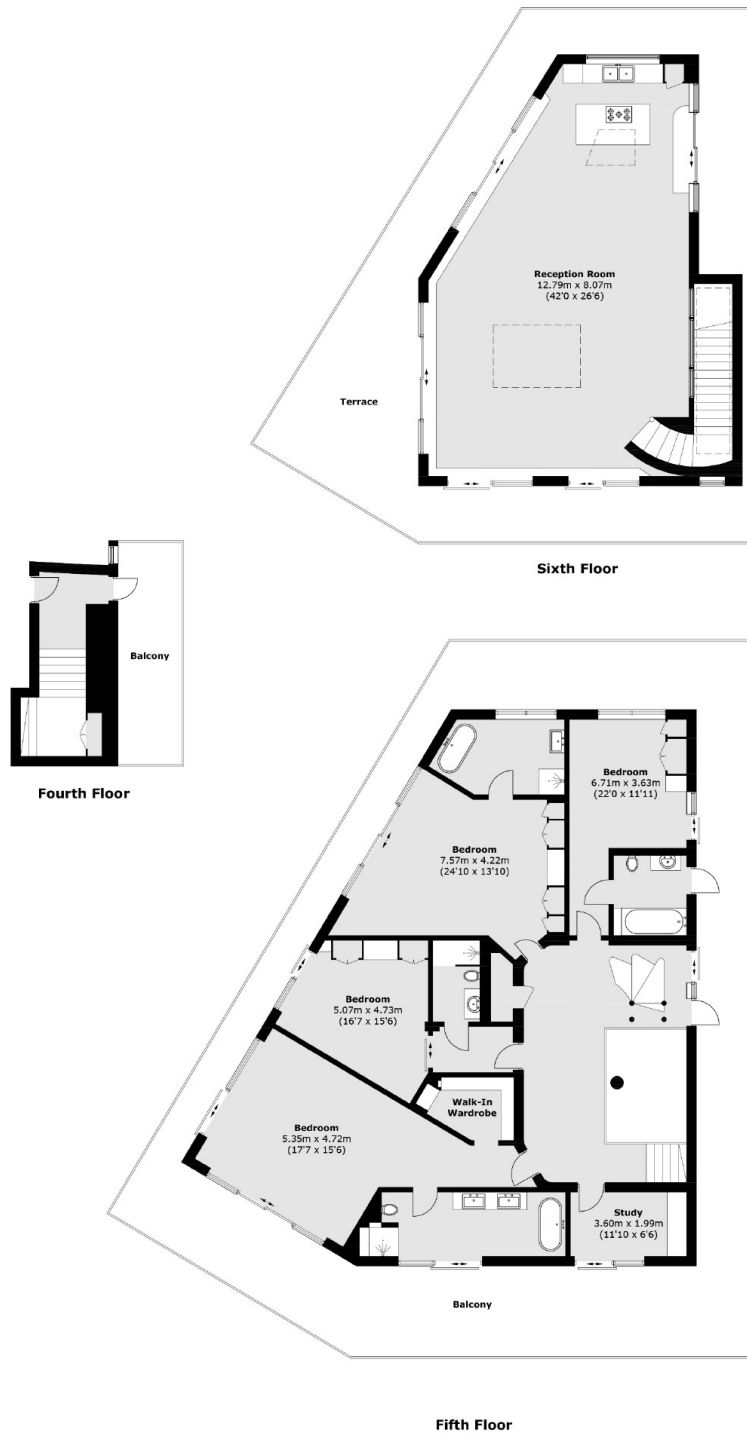 Reception Room
12.79m x 8.07m
(42'0 x 26'6)
Terrace
Sixth Floor
Balcony
Fourth Floor
Bedroom
6.71m x 3.63m
(22'0 x 11'11)
Bedroom
7.57m x 4.22m
(24'10 x 13'10)
Bedroom
5.07m x 4.73m
(16'7 x 15'6)
Walk-In
Wardrobe
Bedroom
5.35m x 4.72m
(17'7 x 15'6)
Study
3.60m x 1.99m
(11'10 x 6'6)
Balcony
Fifth Floor